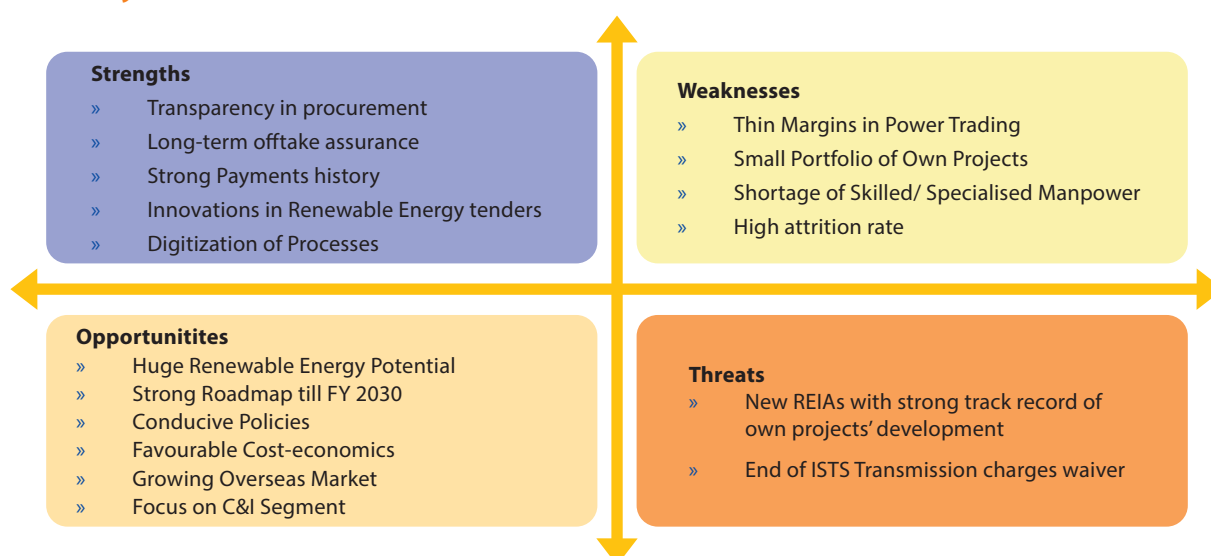 Strengths
» Transparency in procurement
» Long-term offtake assurance
» Strong Payments history
» Innovations in Renewable Energy tenders
» Digitization of Processes
Weaknesses
» Thin Margins in Power Trading
» Small Portfolio of Own Projects
» Shortage of Skilled/ Specialised Manpower
» High attrition rate
Opportunitites
» Huge Renewable Energy Potential
» Strong Roadmap till FY 2030
» Conducive Policies
» Favourable Cost-economics
» Growing Overseas Market
» Focus on C&I Segment
Threats
» New REIAs with strong track record of
own projects' development
» End of ISTS Transmission charges waiver